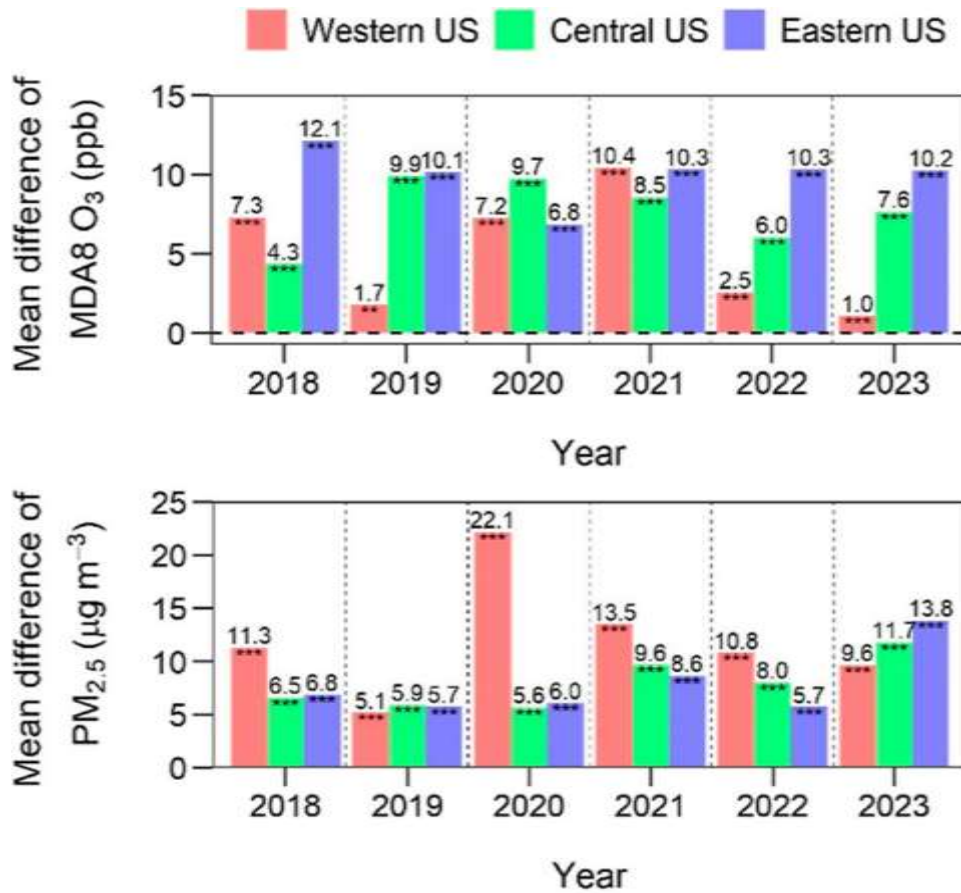 Western US Central US Eastern US
Mean difference of
MDA8 O₃ (ppb)
15
10
5
0
7.3 4.3 12.1 1.7 9.9 10.1 7.2 9.7 6.8 10.4 8.5 10.3 2.5 6.0 10.3 1.0 7.6 10.2
*** *** *** ** *** *** *** *** *** *** *** *** *** *** *** *** *** ***
2018 2019 2020 2021 2022 2023
Year
Mean difference of
PM₂.₅ (μg m⁻³)
25
20
15
10
5
0
11.3 6.5 6.8 5.1 5.9 5.7 22.1 5.6 6.0 13.5 9.6 8.6 10.8 8.0 5.7 9.6 11.7 13.8
*** *** *** *** *** *** *** *** *** *** *** *** *** *** *** *** *** ***
2018 2019 2020 2021 2022 2023
Year